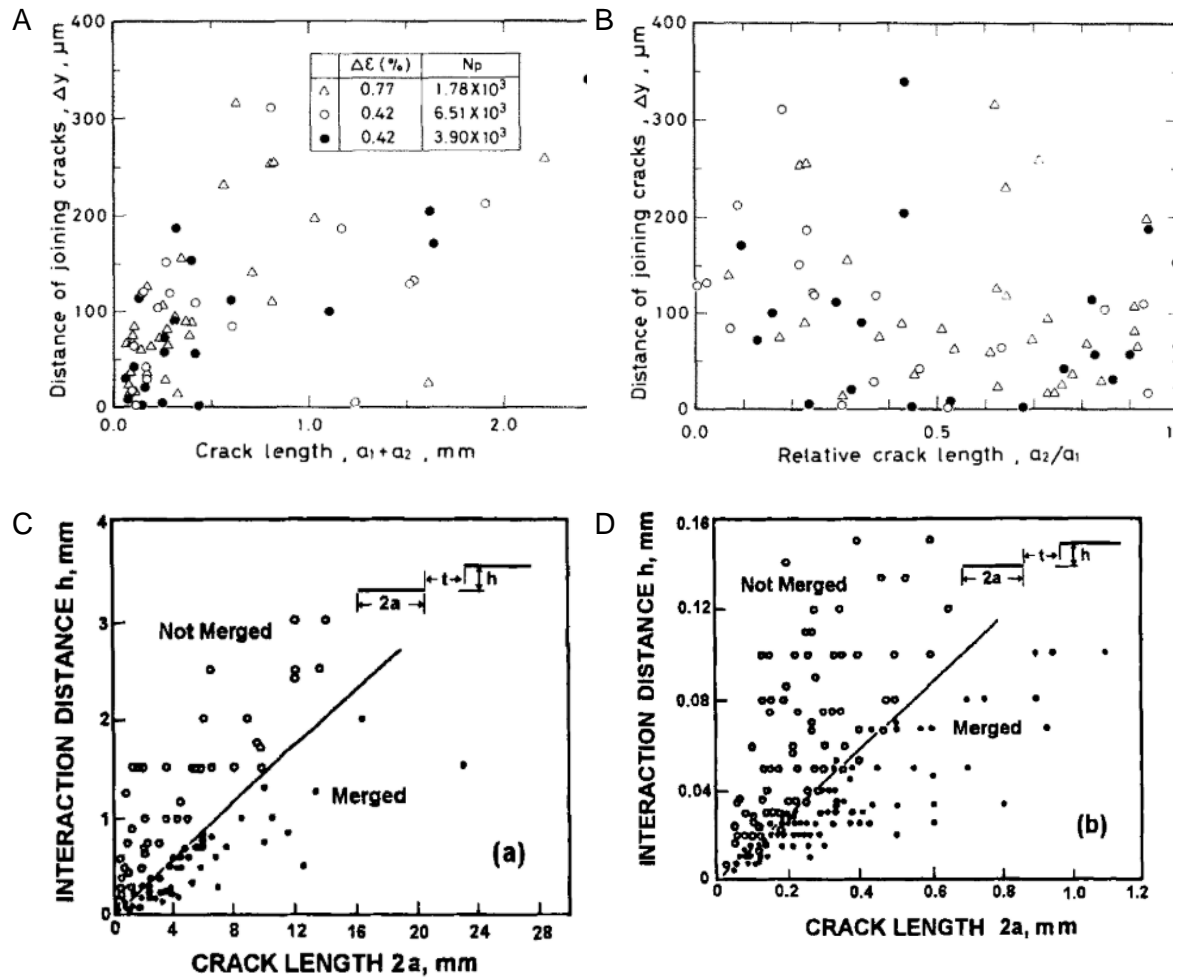 A
Distance of joining cracks , Δy , μm
400
300
200
100
0
Δε (%) Np
△ 0.77 1.78X10³
○ 0.42 6.51X10³
● 0.42 3.90X10³
0.0 1.0 2.0
Crack length , a₁+a₂ , mm
B
Distance of joining cracks , Δy , μm
400
300
200
100
0
0.0 0.5 1
Relative crack length , a₂/a₁
C
INTERACTION DISTANCE h, mm
4
3
2
1
0
t
h
2a
Not Merged
Merged
(a)
0 4 8 12 16 20 24 28
CRACK LENGTH 2a, mm
D
INTERACTION DISTANCE h, mm
0.16
0.12
0.08
0.04
0
t
h
2a
Not Merged
Merged
(b)
0 0.2 0.4 0.6 0.8 1.0 1.2
CRACK LENGTH 2a, mm